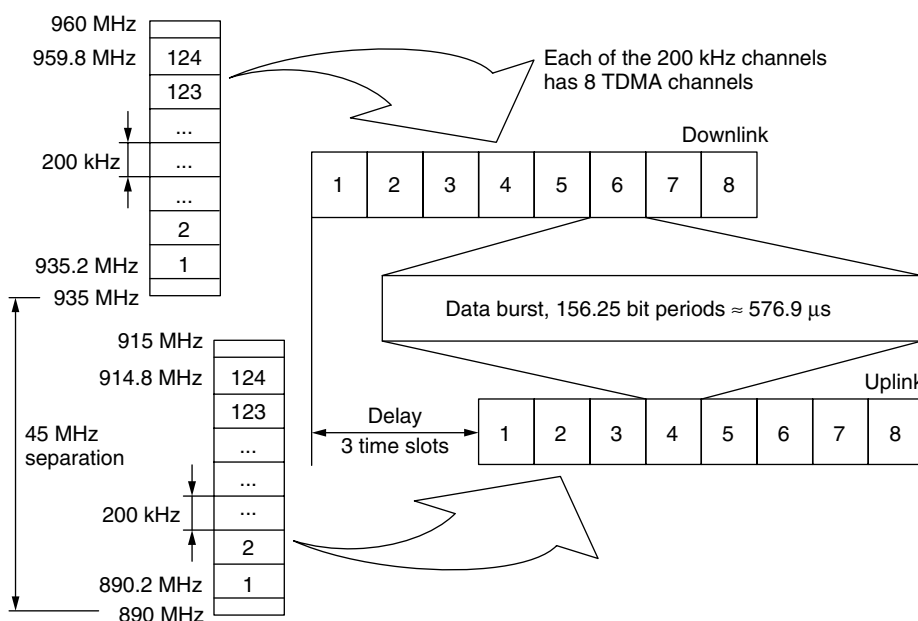 960 MHz
959.8 MHz
124
123
...
200 kHz
...
...
2
935.2 MHz
1
935 MHz
Each of the 200 kHz channels
has 8 TDMA channels
Downlink
1 2 3 4 5 6 7 8
Data burst, 156.25 bit periods ≈ 576.9 μs
Uplink
1 2 3 4 5 6 7 8
Delay
3 time slots
45 MHz
separation
915 MHz
914.8 MHz
124
123
...
...
200 kHz
...
2
890.2 MHz
1
890 MHz